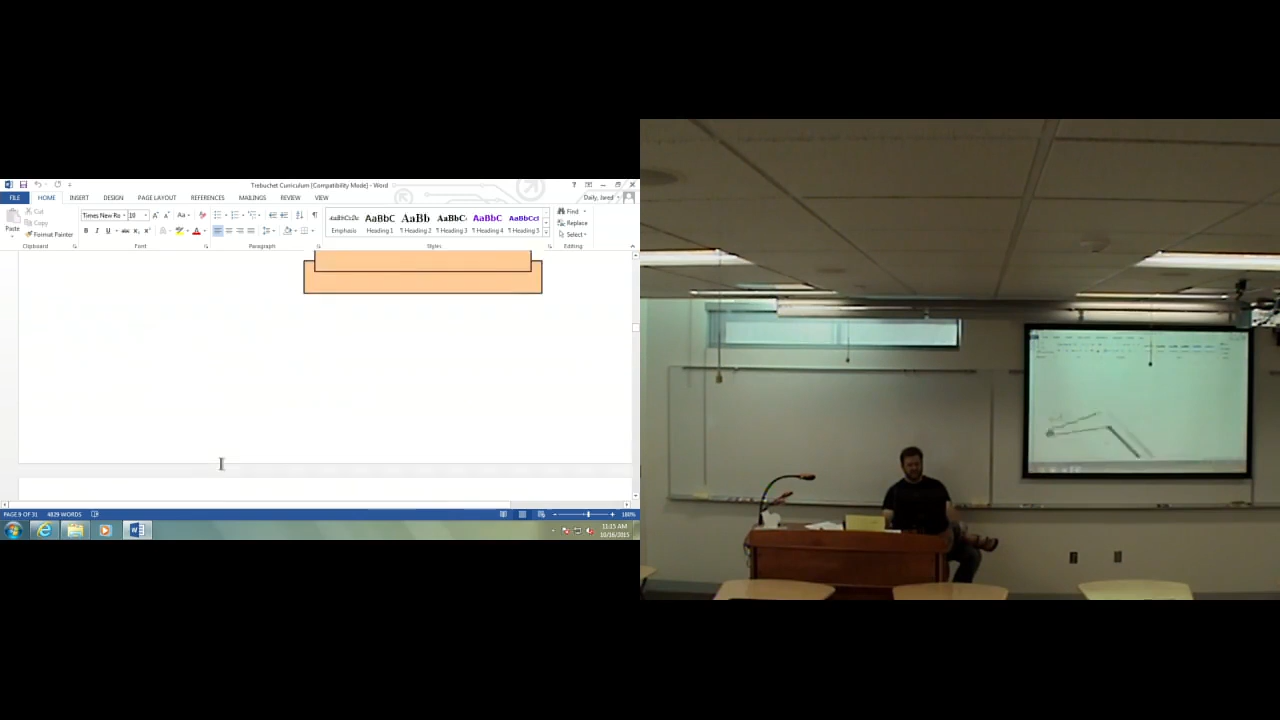 Trebuchet Curriculum [Compatibility Mode] - Word
FILE HOME INSERT DESIGN PAGE LAYOUT REFERENCES MAILINGS REVIEW VIEW Daily, Jared
Cut
Copy
Format Painter
Paste
Times New Ro 10
AaBbCcDc AaBbC AaBb AaBbC AaBbC AaBbCcI
Emphasis Heading 1 ¶ Heading 2 ¶ Heading 3 ¶ Heading 4 ¶ Heading 5
Find
Replace
Select
Clipboard Font Paragraph Styles Editing
PAGE 9 OF 31 4829 WORDS 180%
11:15 AM
10/16/2015